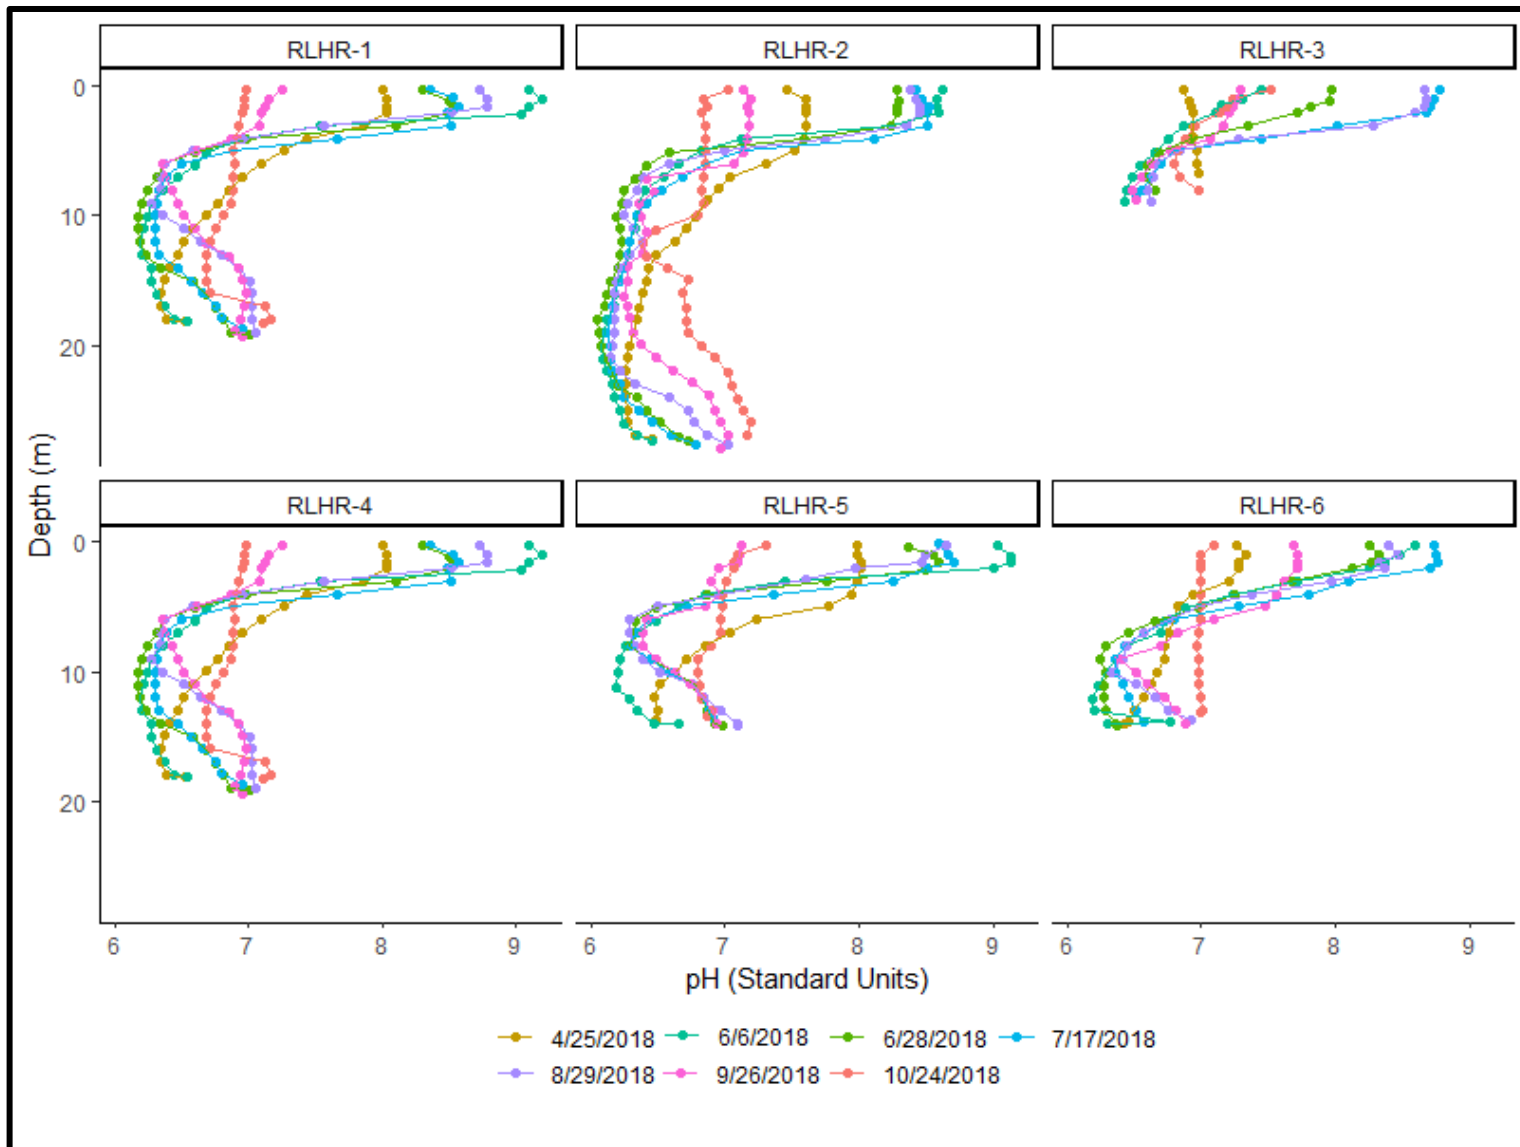 RLHR-1 RLHR-2 RLHR-3
0
10
20
Depth (m)
RLHR-4 RLHR-5 RLHR-6
0
10
20
6 7 8 9 6 7 8 9 6 7 8 9
pH (Standard Units)
4/25/2018 6/6/2018 6/28/2018 7/17/2018
8/29/2018 9/26/2018 10/24/2018